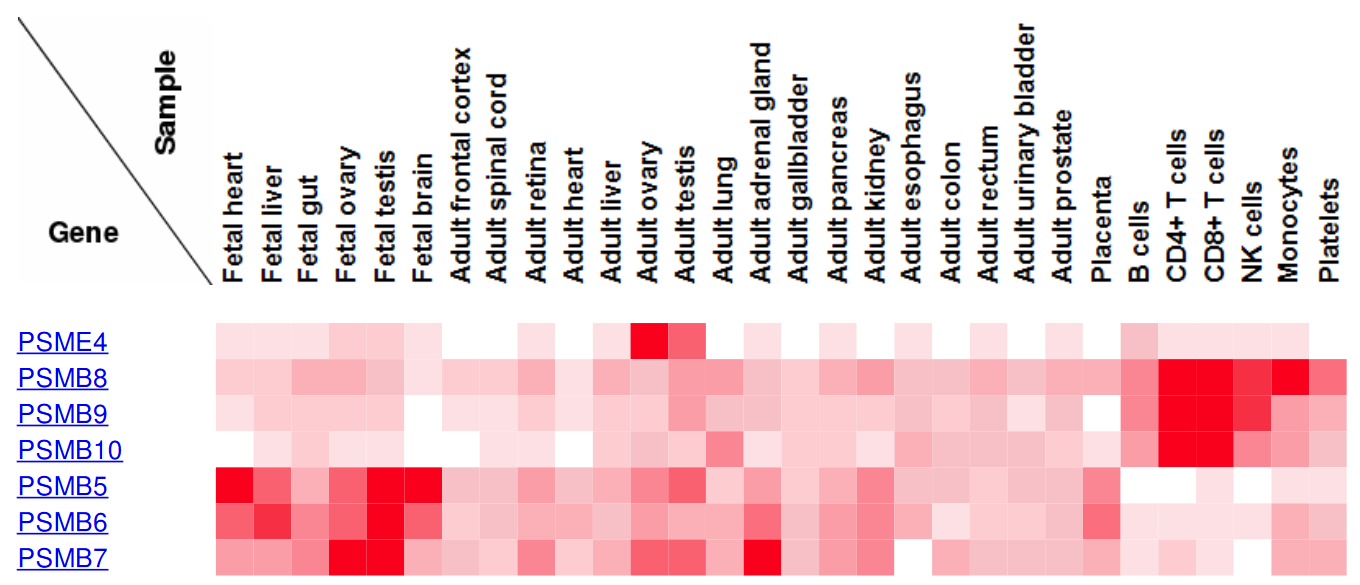 Sample
Gene
Fetal heart
Fetal liver
Fetal gut
Fetal ovary
Fetal testis
Fetal brain
Adult frontal cortex
Adult spinal cord
Adult retina
Adult heart
Adult liver
Adult ovary
Adult testis
Adult lung
Adult adrenal gland
Adult gallbladder
Adult pancreas
Adult kidney
Adult esophagus
Adult colon
Adult rectum
Adult urinary bladder
Adult prostate
Placenta
B cells
CD4+ T cells
CD8+ T cells
NK cells
Monocytes
Platelets
PSME4
PSMB8
PSMB9
PSMB10
PSMB5
PSMB6
PSMB7